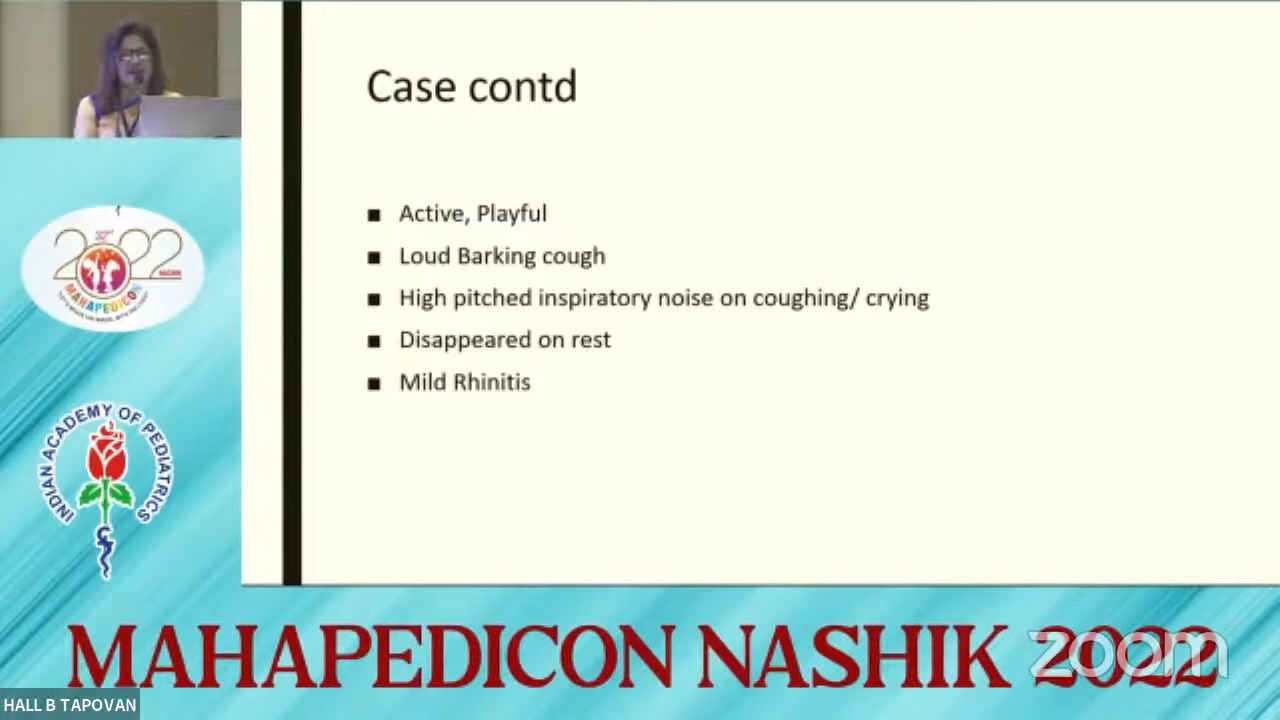 Case contd
Active, Playful
Loud Barking cough
High pitched inspiratory noise on coughing/ crying
Disappeared on rest
Mild Rhinitis
2022
NASHIK
MAHAPEDICON
INDIAN ACADEMY OF PEDIATRICS
MAHAPEDICON NASHIK 2022
zoom
HALL B TAPOVAN